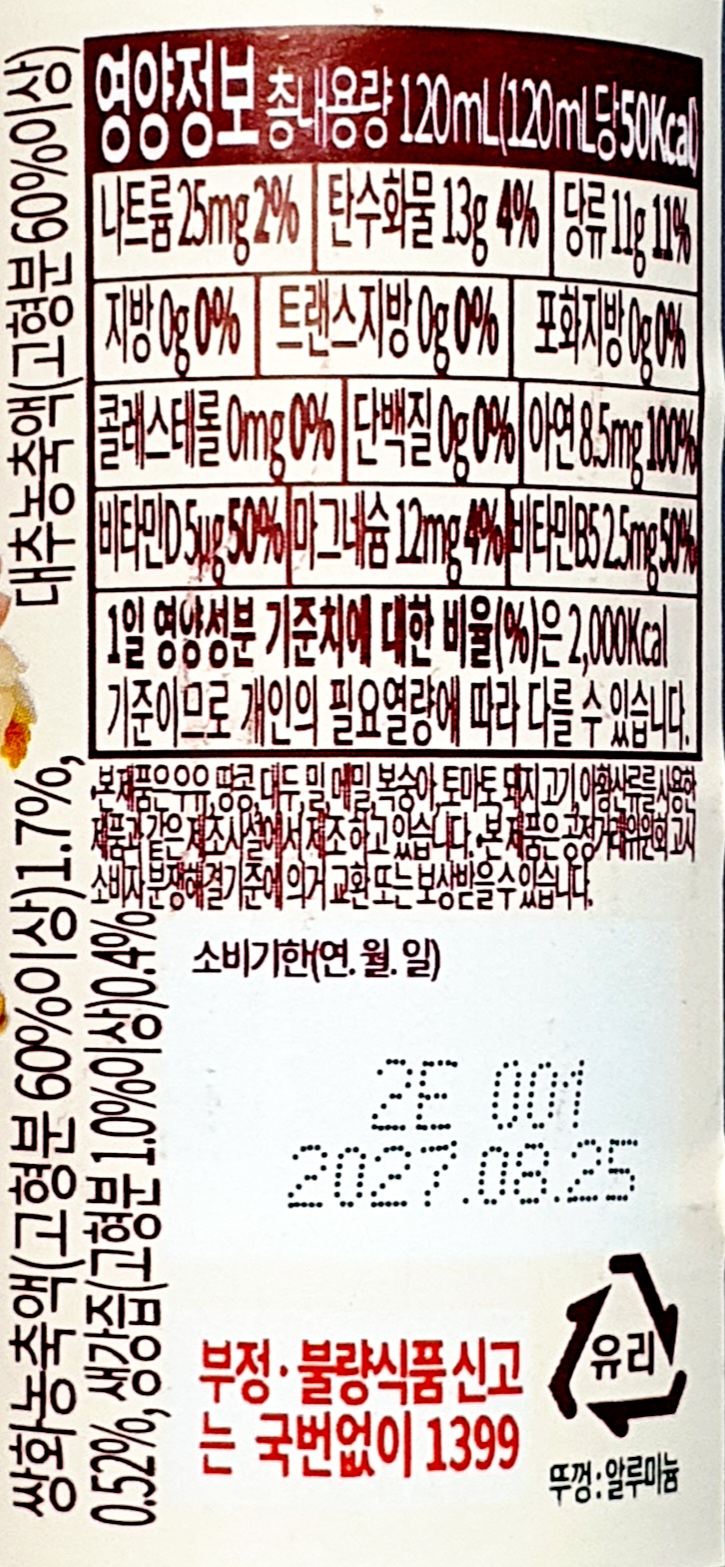 영양정보 총내용량 120mL(120mL당 50Kcal)
나트륨 25mg 2% 탄수화물 13g 4% 당류 11g 11%
지방 0g 0% 트랜스지방 0g 0% 포화지방 0g 0%
콜레스테롤 0mg 0% 단백질 0g 0% 아연 8.5mg 100%
비타민D 5μg 50% 마그네슘 12mg 4% 비타민B5 2.5mg 50%
1일 영양성분 기준치에 대한 비율(%)은 2,000Kcal
기준이므로 개인의 필요열량에 따라 다를 수 있습니다.
•본 제품은 우유, 땅콩, 대두, 밀, 메밀, 복숭아, 토마토, 돼지고기, 아황산류를 사용한
제품과 같은 제조시설에서 제조하고 있습니다. •본 제품은 공정거래위원회 고시
소비자분쟁해결기준에 의거 교환 또는 보상받을 수 있습니다.
소비기한(연. 월. 일)
2E 001
2027.08.25
부정·불량식품 신고
는 국번없이 1399
유리
뚜껑:알루미늄
대추농축액(고형분 60%이상)
쌍화농축액(고형분 60%이상)1.7%,
0.52%, 생강즙(고형분 1.0%이상)0.4%